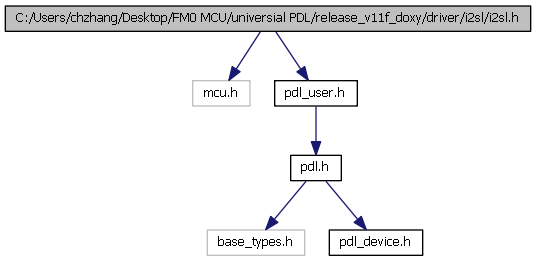 C:/Users/chzhang/Desktop/FM0 MCU/universial PDL/release_v11f_doxy/driver/i2sl/i2sl.h
mcu.h
pdl_user.h
pdl.h
base_types.h
pdl_device.h